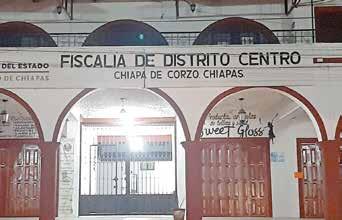 DEL ESTADO
DE CHIAPAS
FISCALIA DE DISTRITO CENTRO
CHIAPA DE CORZO CHIAPAS
Sweet Gloss